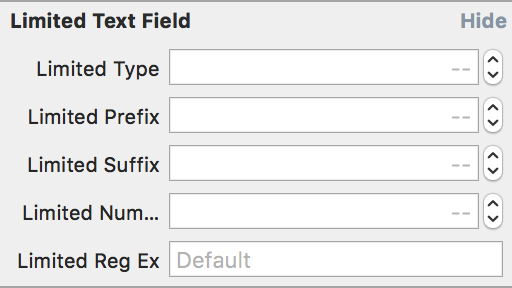 Limited Text Field Hide
Limited Type --
Limited Prefix --
Limited Suffix --
Limited Num... --
Limited Reg Ex Default